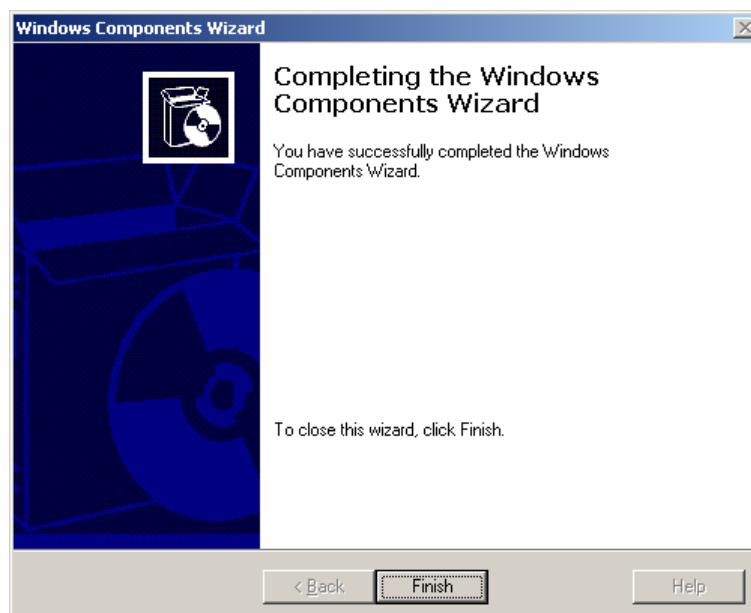 Windows Components Wizard
Completing the Windows
Components Wizard
You have successfully completed the Windows
Components Wizard.
To close this wizard, click Finish.
< Back
Finish
Help